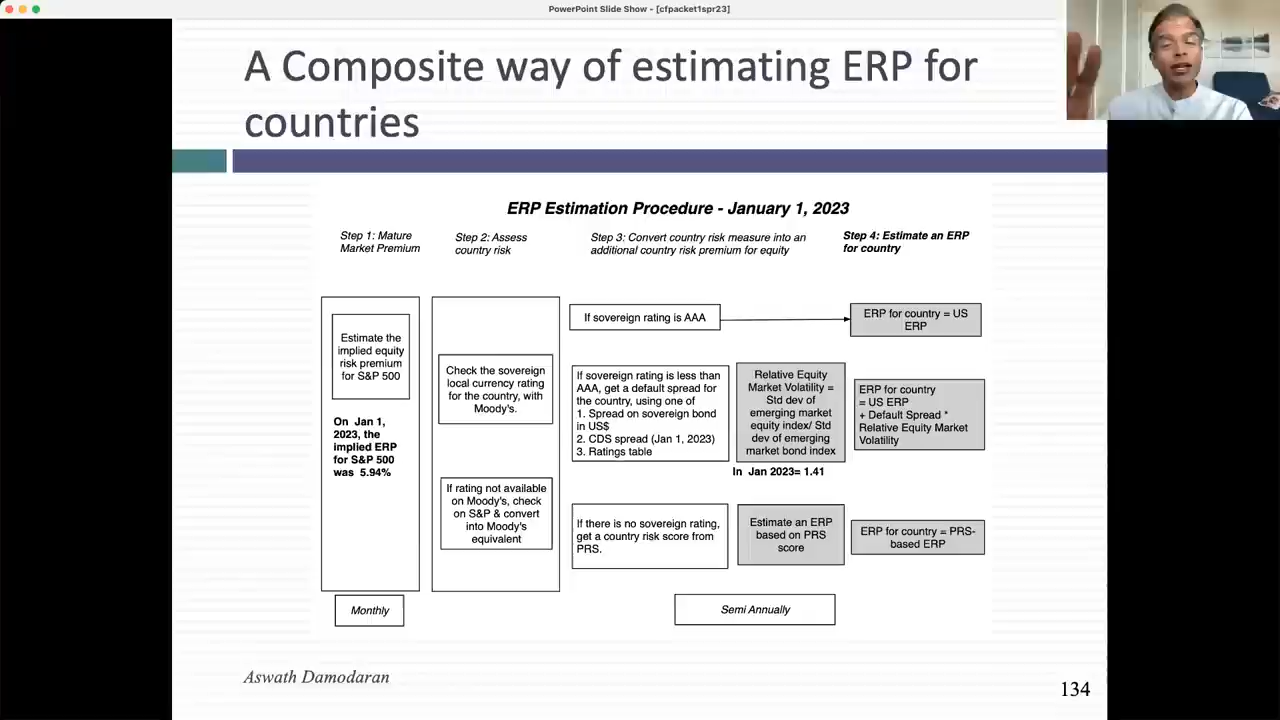 PowerPoint Slide Show - [cfpacket1spr23]
A Composite way of estimating ERP for
countries
ERP Estimation Procedure - January 1, 2023
Step 1: Mature
Market Premium
Step 2: Assess
country risk
Step 3: Convert country risk measure into an
additional country risk premium for equity
Step 4: Estimate an ERP
for country
Estimate the
implied equity
risk premium
for S&P 500
On Jan 1,
2023, the
implied ERP
for S&P 500
was 5.94%
Monthly
Check the sovereign
local currency rating
for the country, with
Moody's.
If rating not available
on Moody's, check
on S&P & convert
into Moody's
equivalent
If sovereign rating is AAA
ERP for country = US
ERP
If sovereign rating is less than
AAA, get a default spread for
the country, using one of
1. Spread on sovereign bond
in US$
2. CDS spread (Jan 1, 2023)
3. Ratings table
Relative Equity
Market Volatility =
Std dev of
emerging market
equity index/ Std
dev of emerging
market bond index
In Jan 2023= 1.41
ERP for country
= US ERP
+ Default Spread *
Relative Equity Market
Volatility
If there is no sovereign rating,
get a country risk score from
PRS.
Estimate an ERP
based on PRS
score
ERP for country = PRS-
based ERP
Semi Annually
Aswath Damodaran
134